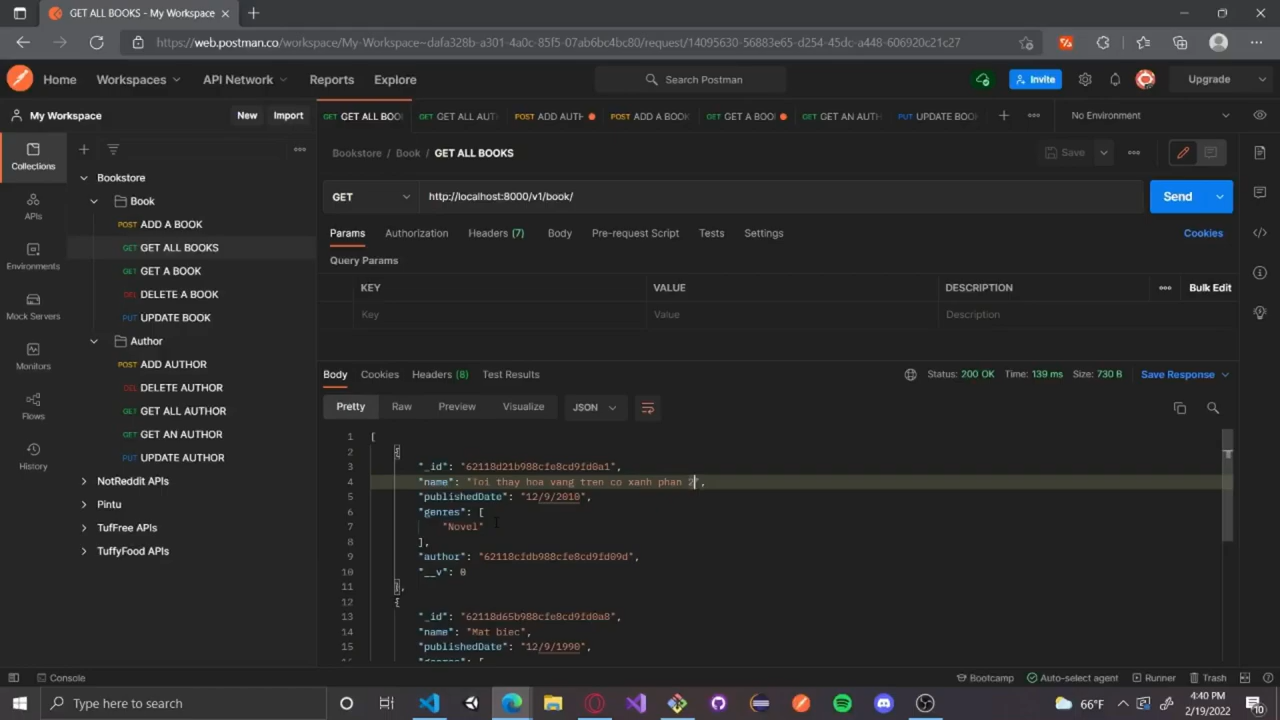 GET ALL BOOKS - My Workspace
https://web.postman.co/workspace/My-Workspace~dafa328b-a301-4a0c-85f5-07ab6bc4bc80/request/14095630-56883e65-d254-45dc-a448-606920c21c27
Home Workspaces API Network Reports Explore Search Postman Invite Upgrade
My Workspace New Import
GET GET ALL BOO GET GET ALL AUT POST ADD AUTH POST ADD A BOOK GET GET A BOO GET GET AN AUTH PUT UPDATE BOO No Environment
Collections
APIs
Environments
Mock Servers
Monitors
Flows
History
Bookstore
Book
POST ADD A BOOK
GET GET ALL BOOKS
GET GET A BOOK
DEL DELETE A BOOK
PUT UPDATE BOOK
Author
POST ADD AUTHOR
DEL DELETE AUTHOR
GET GET ALL AUTHOR
GET GET AN AUTHOR
PUT UPDATE AUTHOR
NotReddit APIs
Pintu
TufFree APIs
TuffyFood APIs
Bookstore / Book / GET ALL BOOKS Save
GET http://localhost:8000/v1/book/ Send
Params Authorization Headers (7) Body Pre-request Script Tests Settings Cookies
Query Params
KEY VALUE DESCRIPTION Bulk Edit
Key Value Description
Body Cookies Headers (8) Test Results Status: 200 OK Time: 139 ms Size: 730 B Save Response
Pretty Raw Preview Visualize JSON
1 [
2 {
3 "_id": "62118d21b988cfe8cd9fd0a1",
4 "name": "Toi thay hoa vang tren co xanh phan 2",
5 "publishedDate": "12/9/2010",
6 "genres": [
7 "Novel"
8 ],
9 "author": "62118cfdb988cfe8cd9fd09d",
10 "__v": 0
11 },
12 {
13 "_id": "62118d65b988cfe8cd9fd0a8",
14 "name": "Mat biec",
15 "publishedDate": "12/9/1990",
16 "genres": [
Console Bootcamp Auto-select agent Runner Trash
Type here to search 66°F 4:40 PM
2/19/2022